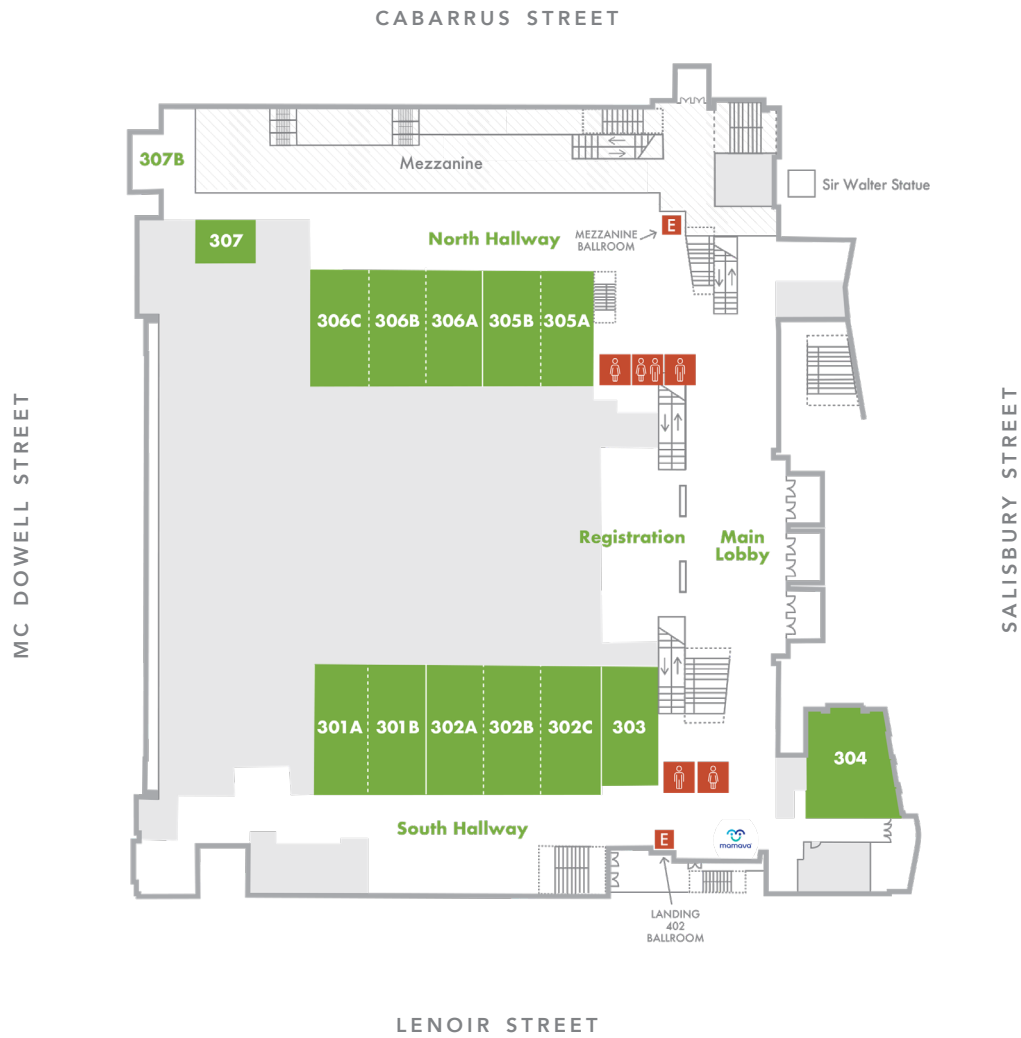 CABARRUS STREET
307B
Mezzanine
Sir Walter Statue
307
North Hallway
MEZZANINE
BALLROOM
E
306C
306B
306A
305B
305A
MC DOWELL STREET
SALISBURY STREET
Registration
Main
Lobby
301A
301B
302A
302B
302C
303
304
South Hallway
E
mamava
LANDING
402
BALLROOM
LENOIR STREET